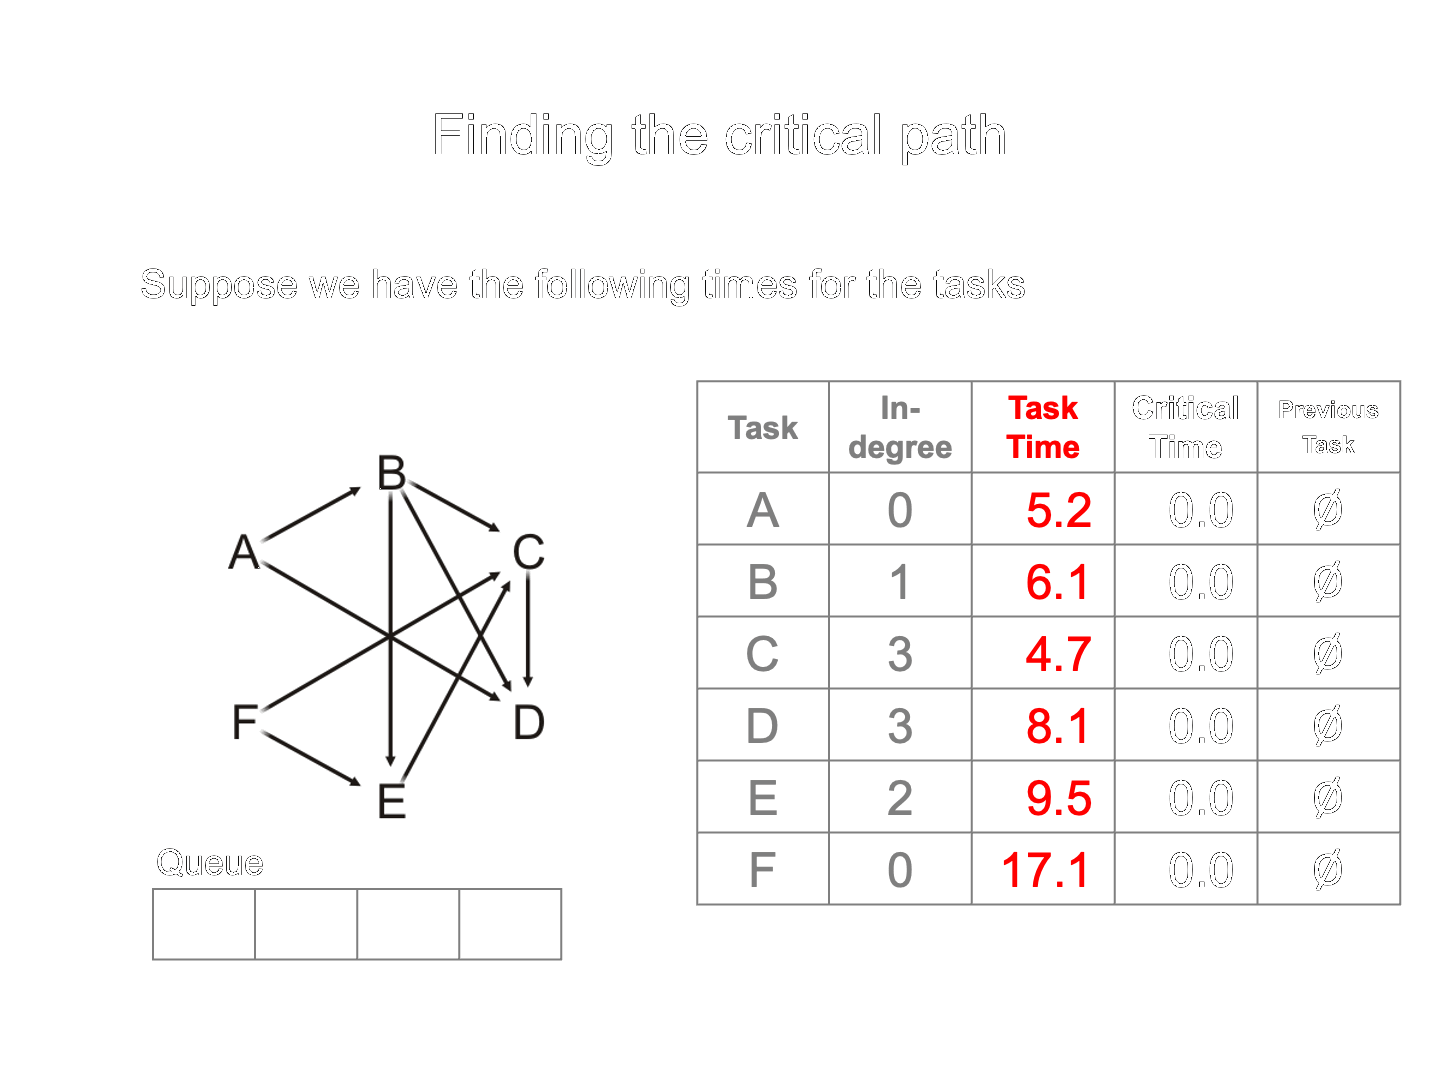 Finding the critical path
Suppose we have the following times for the tasks
Task In-degree Task Time Critical Time Previous Task
A 0 5.2 0.0 Ø
B 1 6.1 0.0 Ø
C 3 4.7 0.0 Ø
D 3 8.1 0.0 Ø
E 2 9.5 0.0 Ø
F 0 17.1 0.0 Ø
B
A
C
F
D
E
Queue